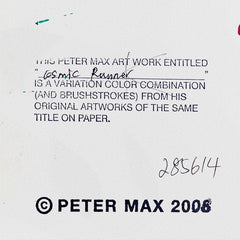 THIS PETER MAX ART WORK ENTITLED
"Cosmic Runner"
IS A VARIATION COLOR COMBINATION
(AND BRUSHSTROKES) FROM HIS
ORIGINAL ARTWORKS OF THE SAME
TITLE ON PAPER.
285614
© PETER MAX 2008